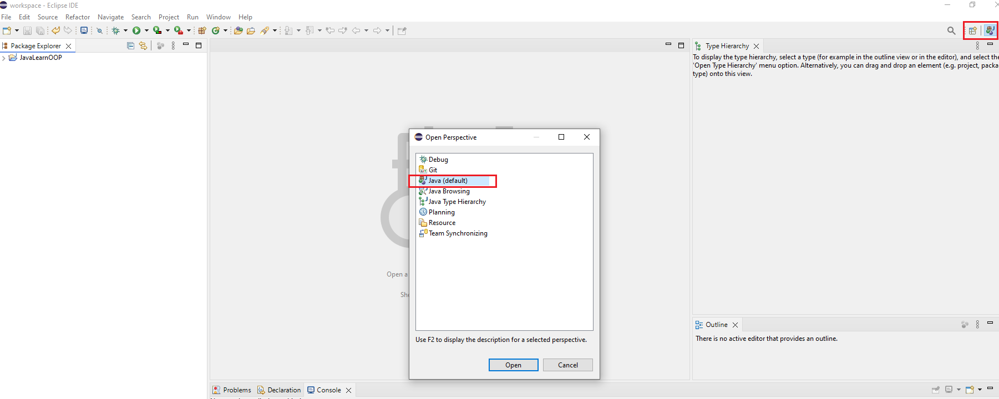 workspace - Eclipse IDE
File Edit Source Refactor Navigate Search Project Run Window Help
Package Explorer
JavaLearnOOP
Type Hierarchy
To display the type hierarchy, select a type (for example in the outline view or in the editor), and select the
'Open Type Hierarchy' menu option. Alternatively, you can drag and drop an element (e.g. project, packa
type) onto this view.
Open a
Sho
Open Perspective
Debug
Git
Java (default)
Java Browsing
Java Type Hierarchy
Planning
Resource
Team Synchronizing
Use F2 to display the description for a selected perspective.
Open Cancel
Outline
There is no active editor that provides an outline.
Problems Declaration Console